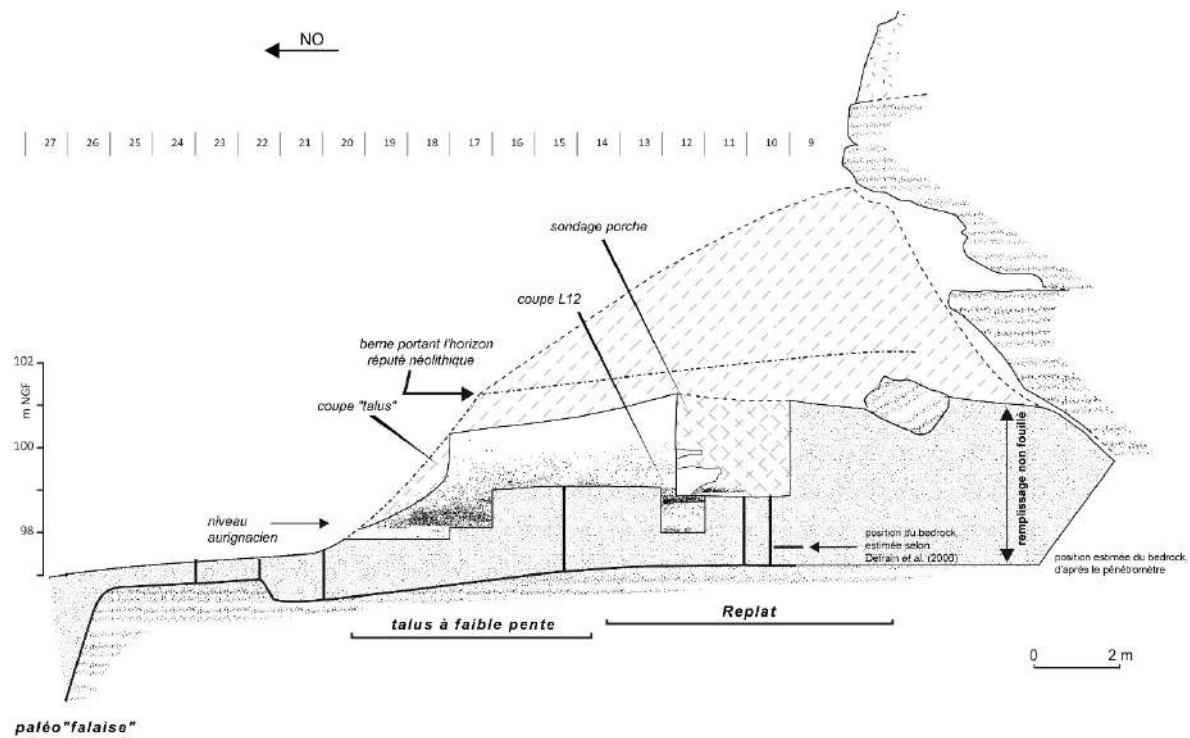 NO
27 26 25 24 23 22 21 20 19 18 17 16 15 14 13 12 11 10 9
sondage porche
coupe L12
berne portant l'horizon
réputé néolithique
coupe "talus"
102
m NGF
100
98
niveau
aurignacien
remplissage non fouillé
position du bedrock,
estimée selon
Defrain et al. (2006)
position estimée du bedrock,
d'après le pénétromètre
talus à faible pente
Replat
0 2 m
paléo"falaise"